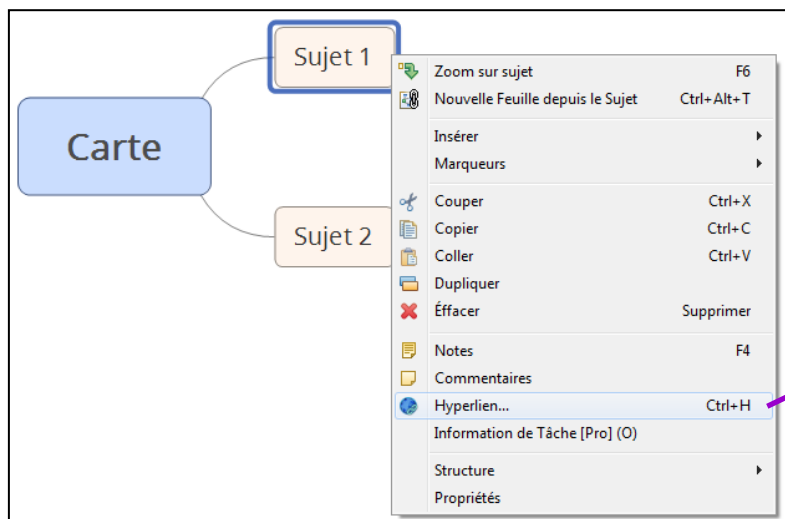 Carte
Sujet 1
Sujet 2
Zoom sur sujet F6
Nouvelle Feuille depuis le Sujet Ctrl+Alt+T
Insérer
Marqueurs
Couper Ctrl+X
Copier Ctrl+C
Coller Ctrl+V
Dupliquer
Éffacer Supprimer
Notes F4
Commentaires
Hyperlien... Ctrl+H
Information de Tâche [Pro] (O)
Structure
Propriétés